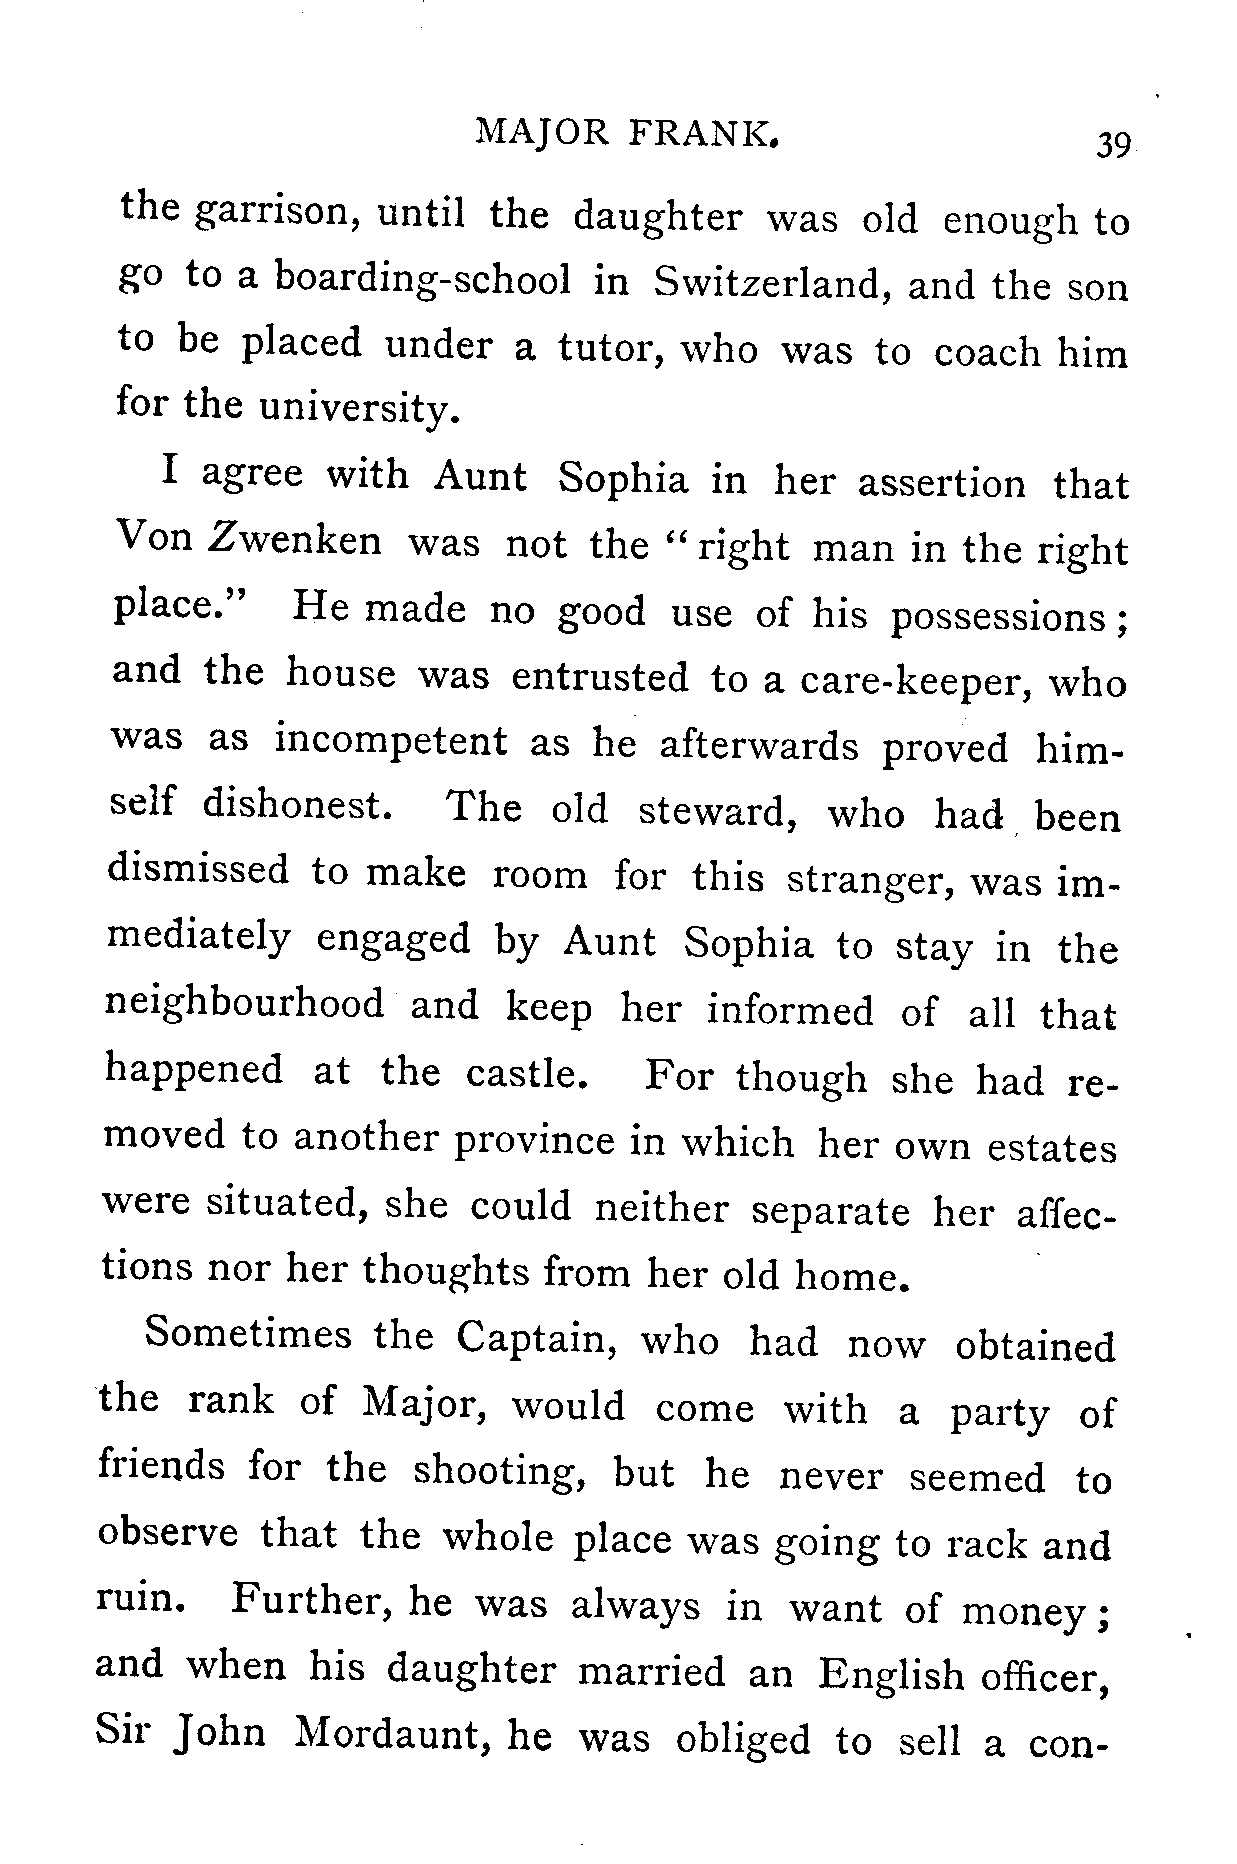 MAJOR FRANK. 39
the garrison, until the daughter was old enough to
go to a boarding-school in Switzerland, and the son
to be placed under a tutor, who was to coach him
for the university.
I agree with Aunt Sophia in her assertion that
Von Zwenken was not the “ right man in the right
place.” He made no good use of his possessions ;
and the house was entrusted to a care-keeper, who
was as incompetent as he afterwards proved him-
self dishonest. The old steward, who had been
dismissed to make room for this stranger, was im-
mediately engaged by Aunt Sophia to stay in the
neighbourhood and keep her informed of all that
happened at the castle. For though she had re-
moved to another province in which her own estates
were situated, she could neither separate her affec-
tions nor her thoughts from her old home.
Sometimes the Captain, who had now obtained
the rank of Major, would come with a party of
friends for the shooting, but he never seemed to
observe that the whole place was going to rack and
ruin. Further, he was always in want of money ;
and when his daughter married an English officer,
Sir John Mordaunt, he was obliged to sell a con-